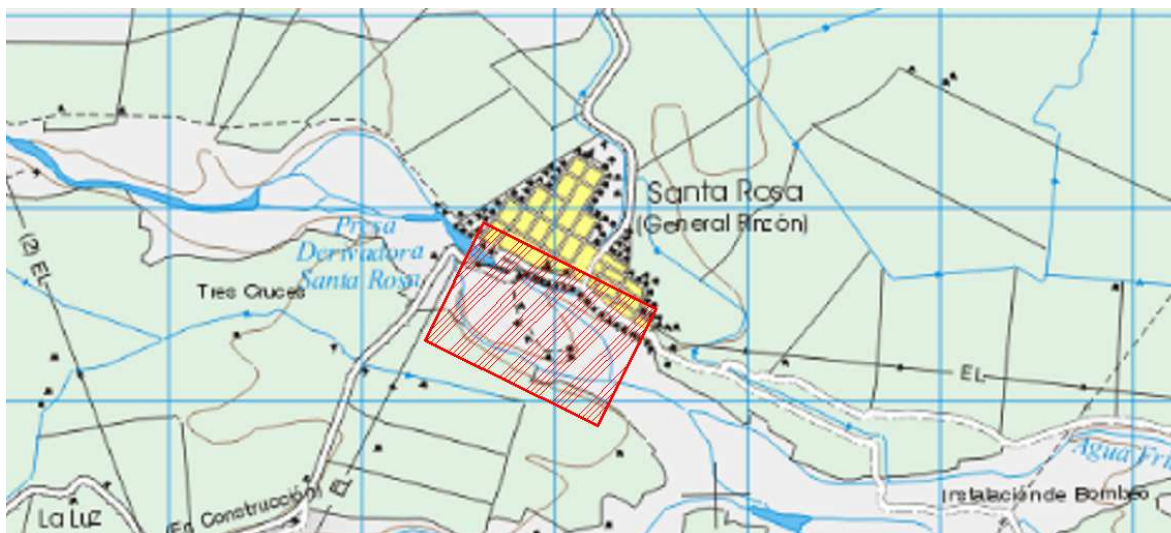 Santa Rosa
(General Rincón)
Presa
Derivadora
Santa Rosa
(2) EL
Tres Cruces
EL
Agua Frí
Instalación de Bombeo
EL
(En Construcción)
La Luz